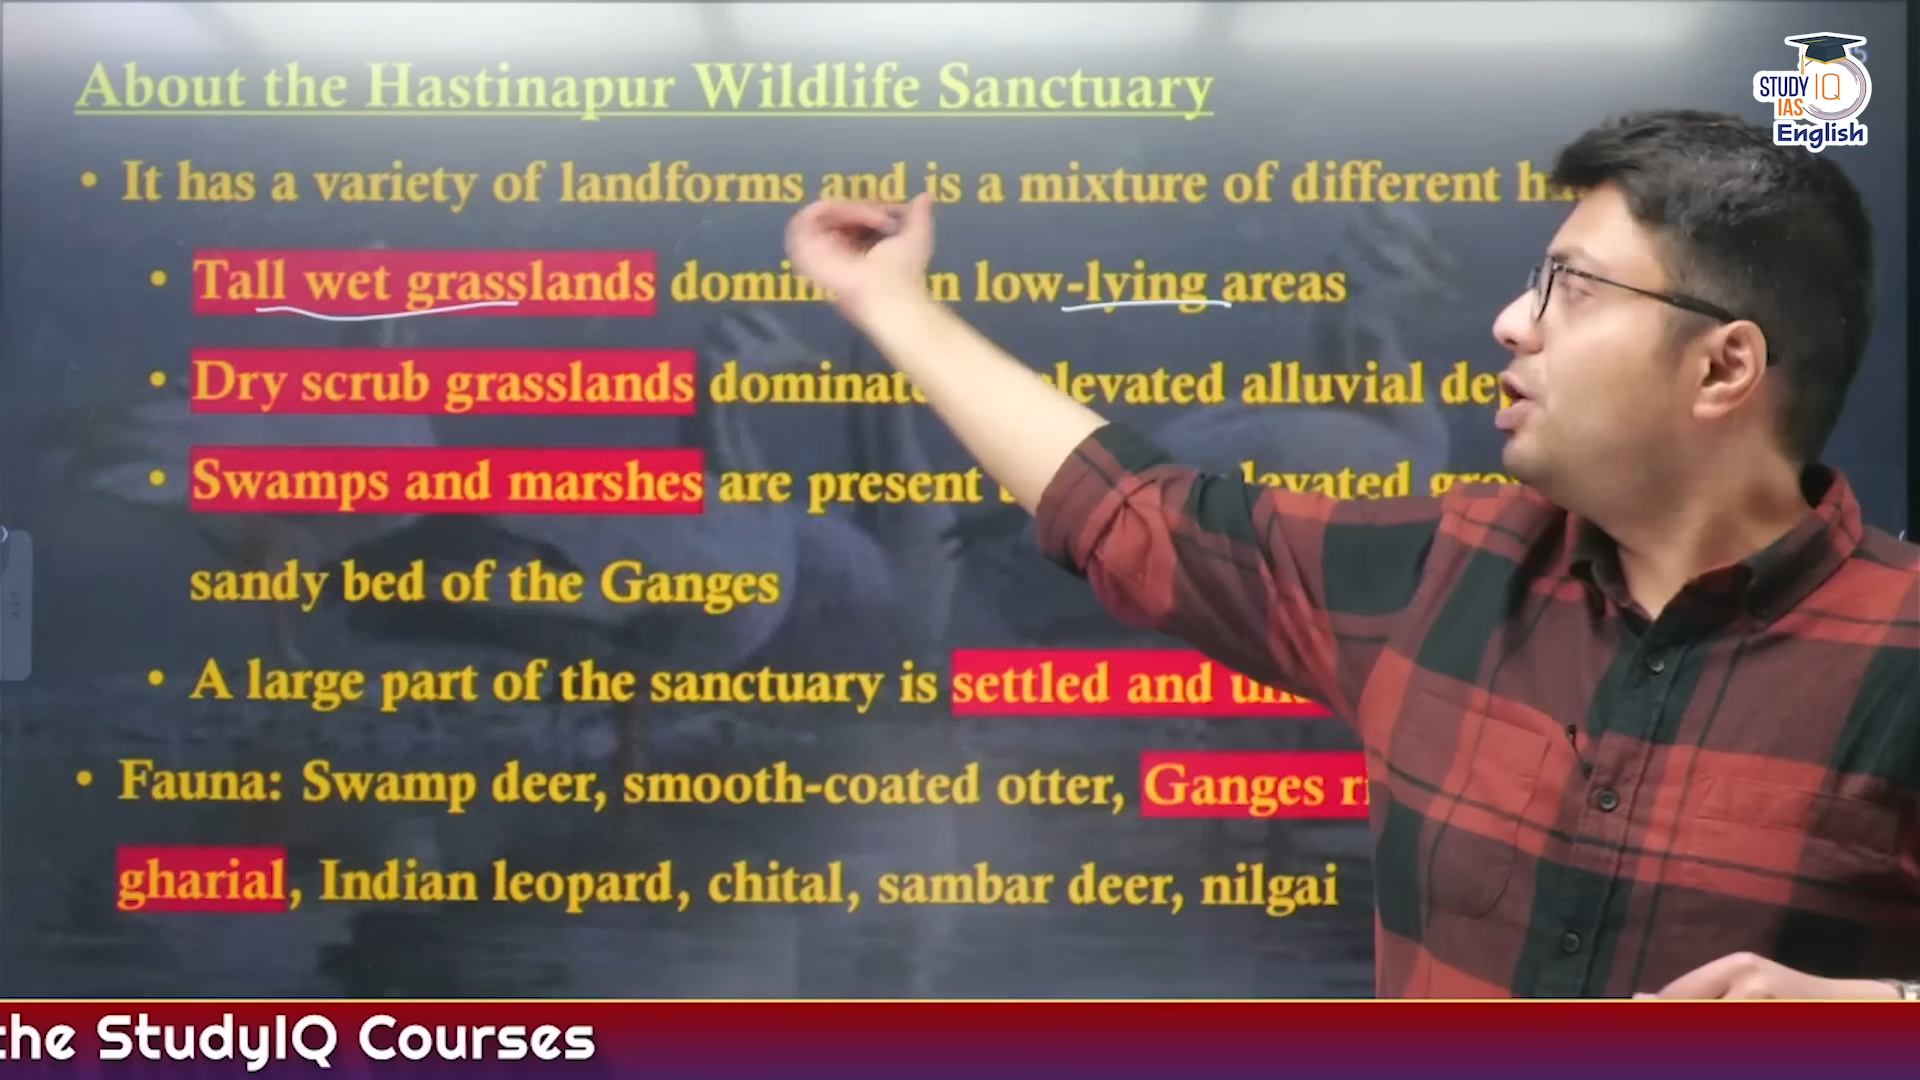 About the Hastinapur Wildlife Sanctuary
• It has a variety of landforms and is a mixture of different
• Tall wet grasslands low-lying areas
• Dry scrub grasslands elevated alluvial
• Swamps and marshes are present elevated
sandy bed of the Ganges
• A large part of the sanctuary is settled and
• Fauna: Swamp deer, smooth-coated otter, Ganges
gharial, Indian leopard, chital, sambar deer, nilgai
STUDY IQ
IAS
English
the StudyIQ Courses